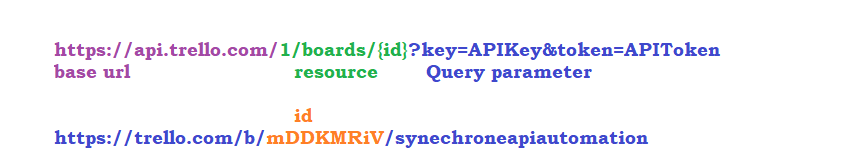 https://api.trello.com/1/boards/{id}?key=APIKey&token=APIToken
base url resource Query parameter
id
https://trello.com/b/mDDKMRiV/synechroneapiautomation